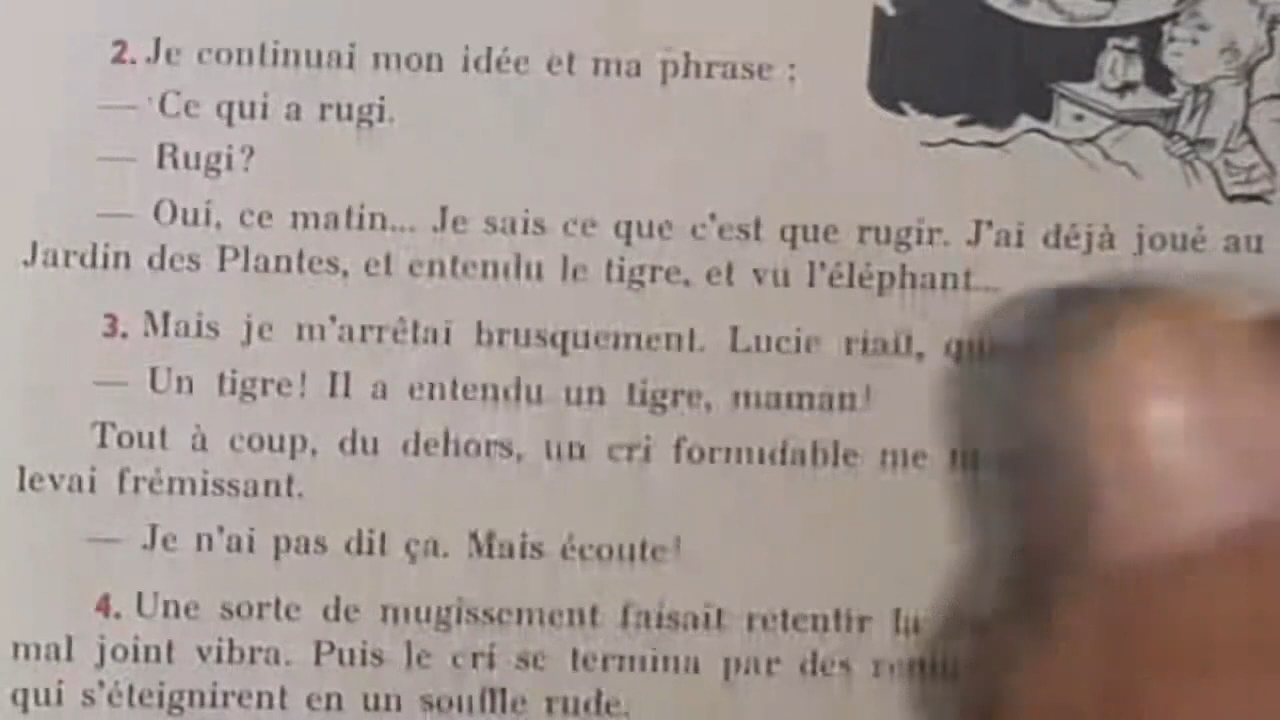 2. Je continuai mon idée et ma phrase :
— Ce qui a rugi.
— Rugi?
— Oui, ce matin... Je sais ce que c'est que rugir. J'ai déjà joué au
Jardin des Plantes, et entendu le tigre, et vu l'éléphant...
3. Mais je m'arrêtai brusquement. Lucie riait,
— Un tigre! Il a entendu un tigre, maman!
Tout à coup, du dehors, un cri formidable me
levai frémissant.
— Je n'ai pas dit ça. Mais écoute!
4. Une sorte de mugissement faisait retentir
mal joint vibra. Puis le cri se termina par des
qui s'éteignirent en un souffle rude.